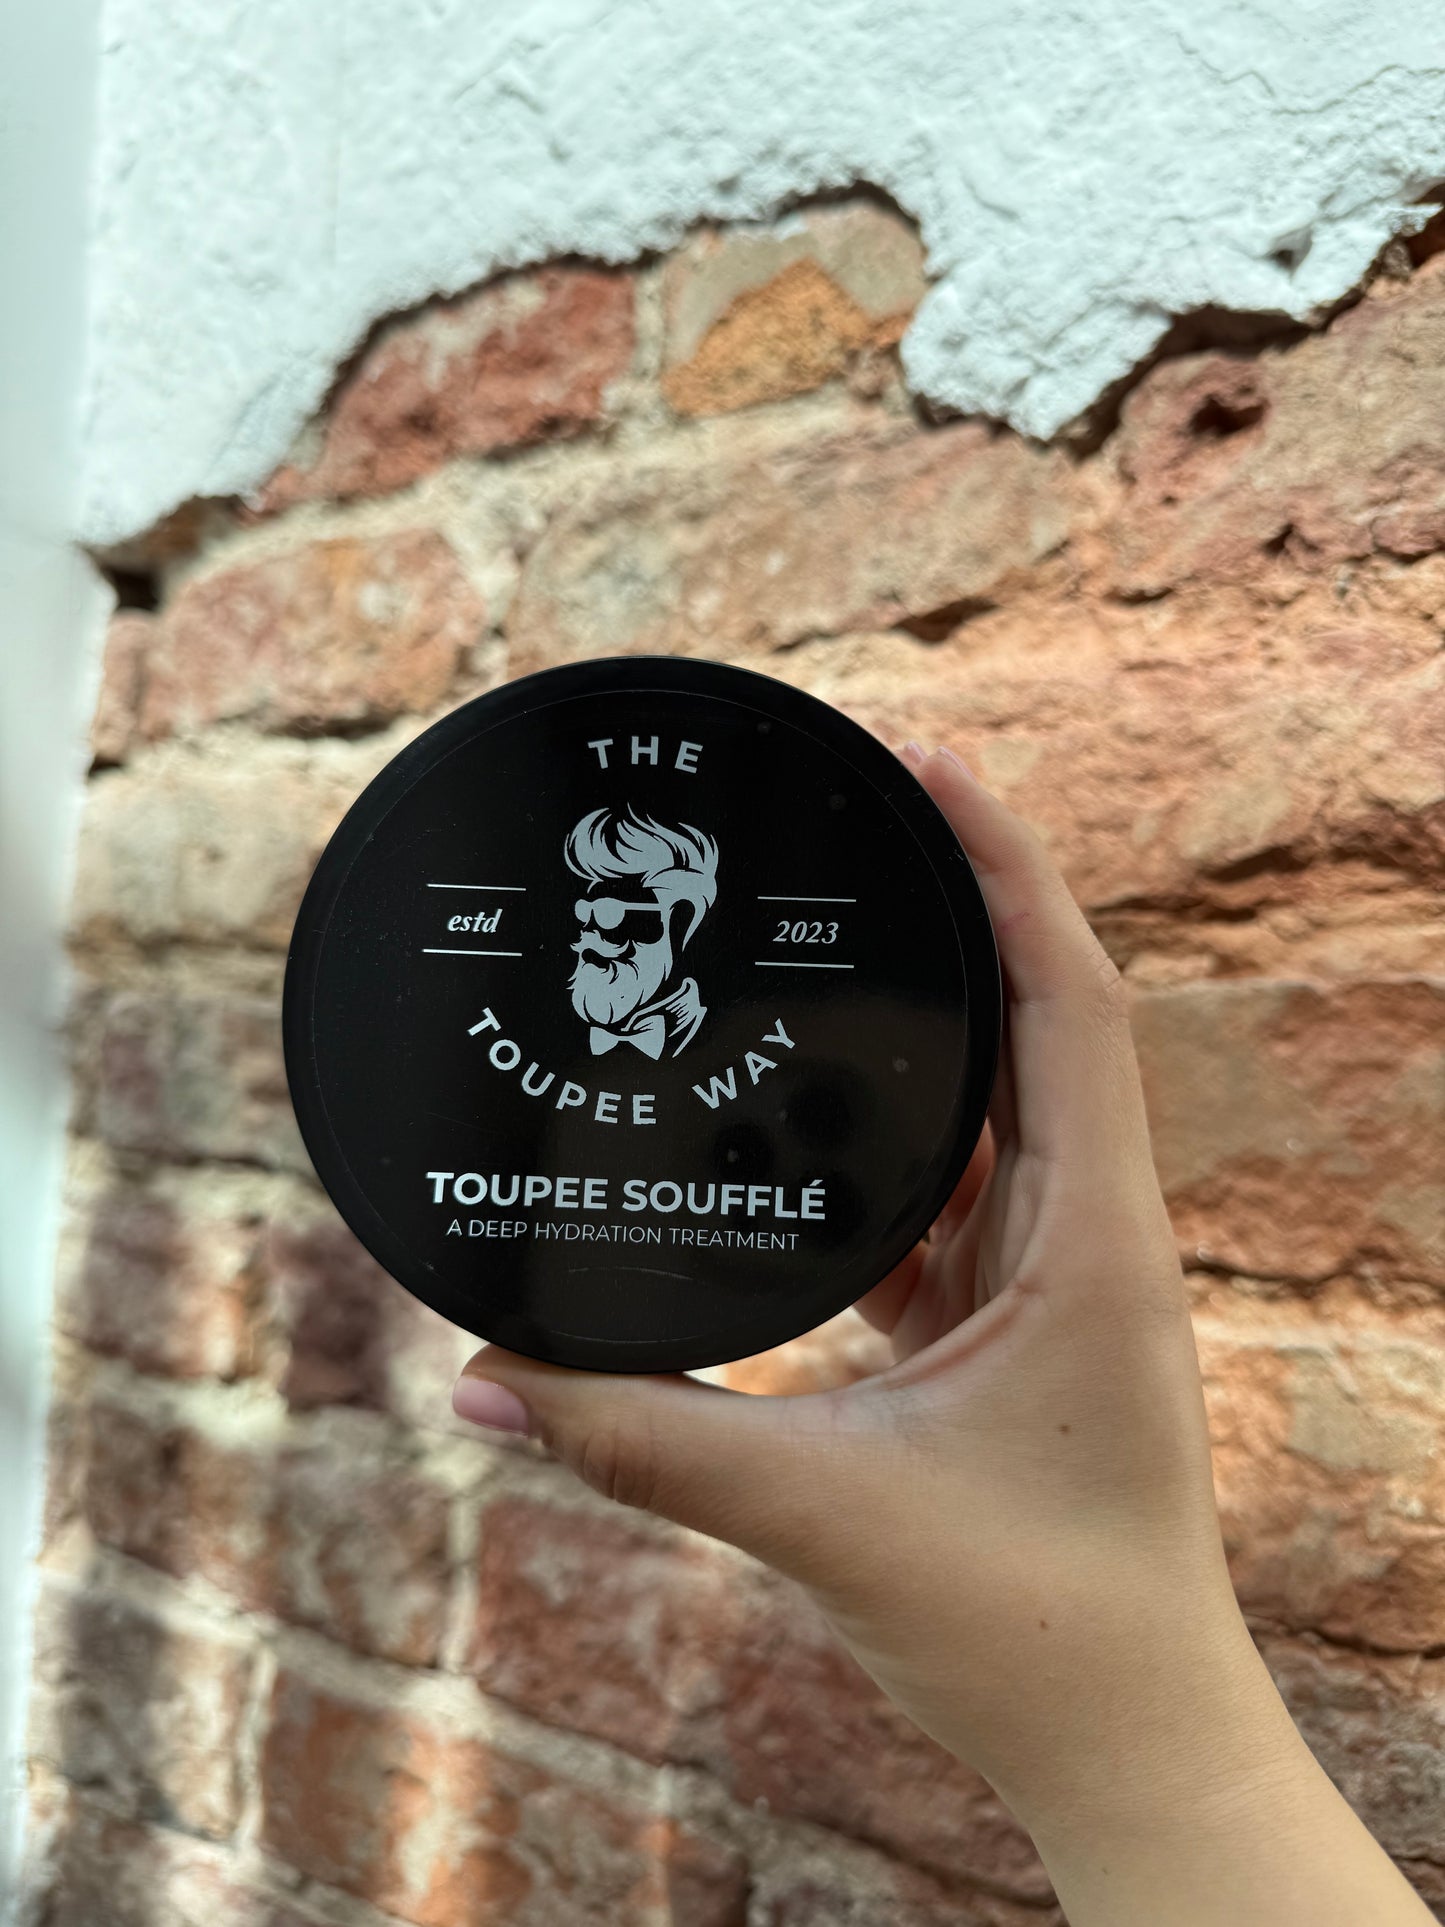 THE
estd
2023
TOUPEE WAY
TOUPEE SOUFFLÉ
A DEEP HYDRATION TREATMENT